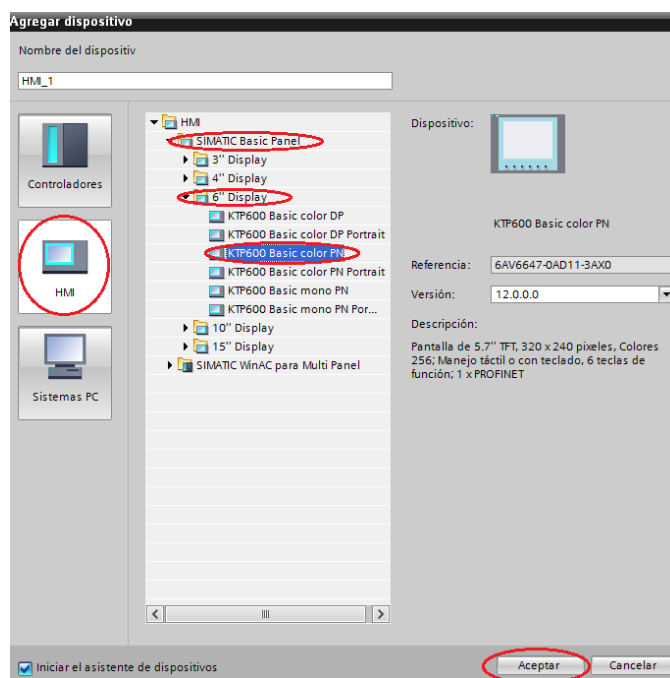 Agregar dispositivo
Nombre del dispositiv
HMI_1
Controladores
HMI
Sistemas PC
HMI
SIMATIC Basic Panel
3'' Display
4'' Display
6'' Display
KTP600 Basic color DP
KTP600 Basic color DP Portrait
KTP600 Basic color PN
KTP600 Basic color PN Portrait
KTP600 Basic mono PN
KTP600 Basic mono PN Por...
10'' Display
15'' Display
SIMATIC WinAC para Multi Panel
Dispositivo:
KTP600 Basic color PN
Referencia: 6AV6647-0AD11-3AX0
Versión: 12.0.0.0
Descripción:
Pantalla de 5.7'' TFT, 320 x 240 pixeles, Colores
256; Manejo táctil o con teclado, 6 teclas de
función; 1 x PROFINET
Iniciar el asistente de dispositivos
Aceptar Cancelar